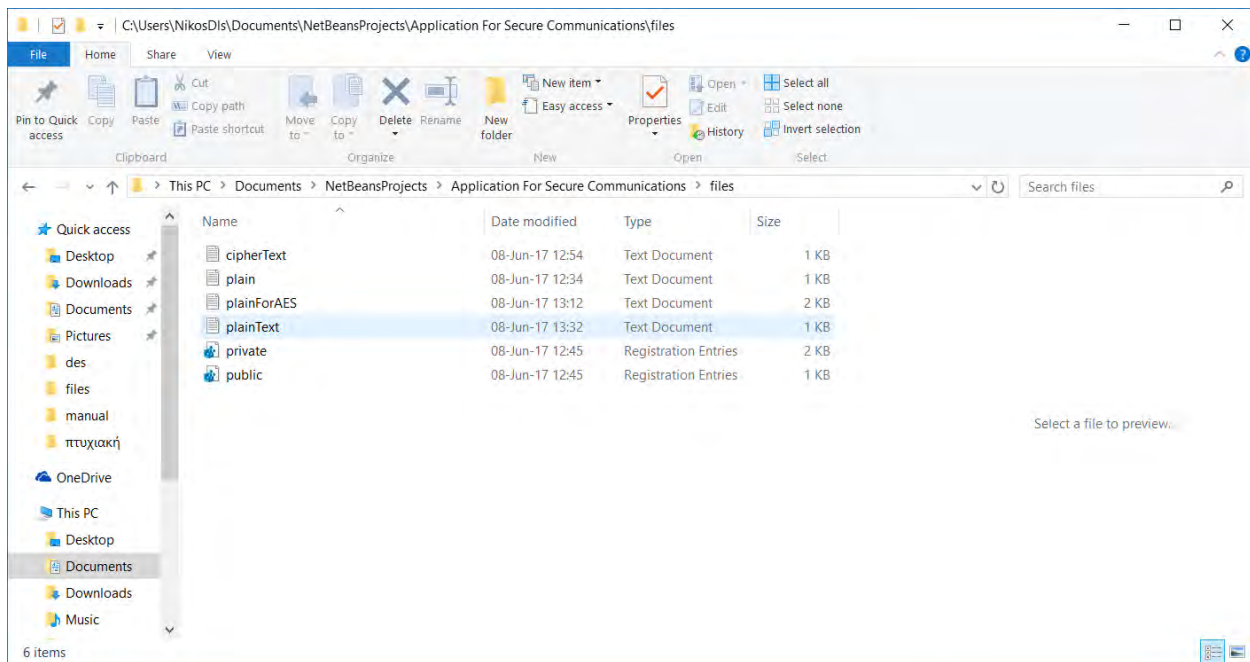 C:\Users\NikosDls\Documents\NetBeansProjects\Application For Secure Communications\files
File Home Share View
Pin to Quick access
Copy
Paste
Cut
Copy path
Paste shortcut
Clipboard
Move to
Copy to
Delete
Rename
Organize
New folder
New item
Easy access
New
Properties
Open
Edit
History
Open
Select all
Select none
Invert selection
Select
This PC > Documents > NetBeansProjects > Application For Secure Communications > files
Search files
Quick access
Desktop
Downloads
Documents
Pictures
des
files
manual
πτυχιακή
OneDrive
This PC
Desktop
Documents
Downloads
Music
Name Date modified Type Size
cipherText 08-Jun-17 12:54 Text Document 1 KB
plain 08-Jun-17 12:34 Text Document 1 KB
plainForAES 08-Jun-17 13:12 Text Document 2 KB
plainText 08-Jun-17 13:32 Text Document 1 KB
private 08-Jun-17 12:45 Registration Entries 2 KB
public 08-Jun-17 12:45 Registration Entries 1 KB
Select a file to preview.
6 items